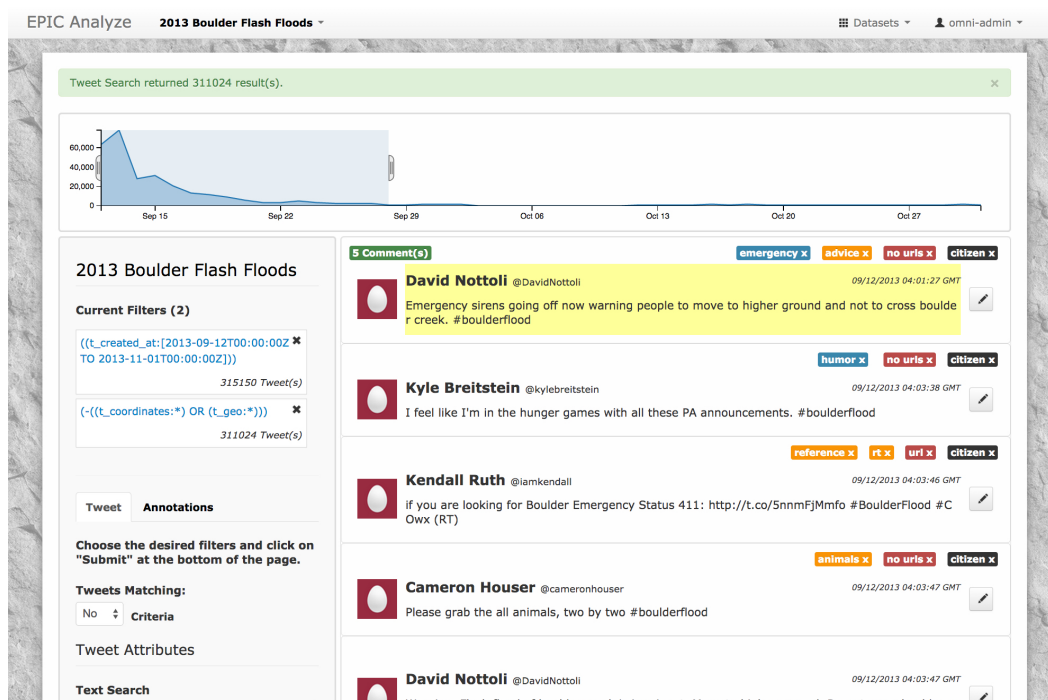 EPIC Analyze
2013 Boulder Flash Floods
Datasets
omni-admin
Tweet Search returned 311024 result(s).
×
60,000
40,000
20,000
0
Sep 15
Sep 22
Sep 29
Oct 06
Oct 13
Oct 20
Oct 27
2013 Boulder Flash Floods
Current Filters (2)
((t_created_at:[2013-09-12T00:00:00Z
TO 2013-11-01T00:00:00Z]))
315150 Tweet(s)
(-((t_coordinates:*) OR (t_geo:*)))
311024 Tweet(s)
Tweet
Annotations
Choose the desired filters and click on
"Submit" at the bottom of the page.
Tweets Matching:
No
Criteria
Tweet Attributes
Text Search
5 Comment(s)
emergency x
advice x
no urls x
citizen x
David Nottoli @DavidNottoli
09/12/2013 04:01:27 GMT
Emergency sirens going off now warning people to move to higher ground and not to cross boulde
r creek. #boulderflood
humor x
no urls x
citizen x
Kyle Breitstein @kylebreitstein
09/12/2013 04:03:38 GMT
I feel like I'm in the hunger games with all these PA announcements. #boulderflood
reference x
rt x
url x
citizen x
Kendall Ruth @iamkendall
09/12/2013 04:03:46 GMT
if you are looking for Boulder Emergency Status 411: http://t.co/5nnmFjMmfo #BoulderFlood #C
Owx (RT)
animals x
no urls x
citizen x
Cameron Houser @cameronhouser
09/12/2013 04:03:47 GMT
Please grab the all animals, two by two #boulderflood
David Nottoli @DavidNottoli
09/12/2013 04:03:47 GMT